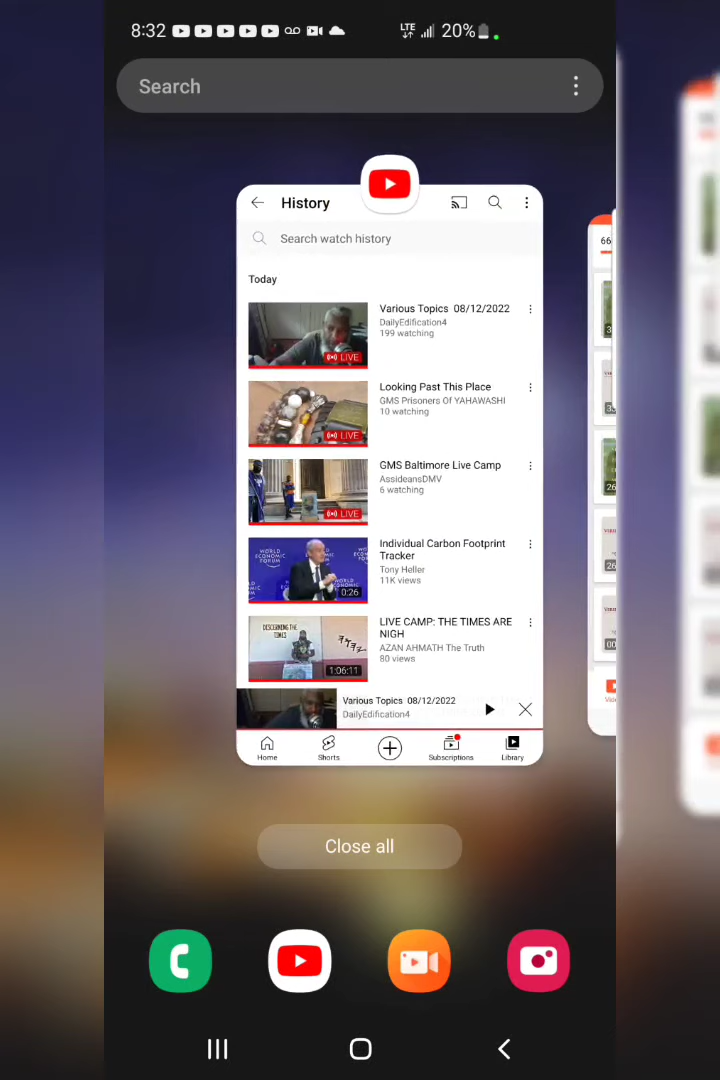 8:32
LTE
20%
Search
History
Search watch history
Today
Various Topics 08/12/2022
DailyEdification4
199 watching
LIVE
Looking Past This Place
GMS Prisoners Of YAHAWASHI
10 watching
LIVE
GMS Baltimore Live Camp
AssideansDMV
6 watching
LIVE
WORLD
ECONOMIC
FORUM
Individual Carbon Footprint
Tracker
Tony Heller
11K views
0:26
DISCERNING THE
TIMES
LIVE CAMP: THE TIMES ARE
NIGH
AZAN AHMATH The Truth
80 views
1:06:11
Various Topics 08/12/2022
DailyEdification4
Home
Shorts
Subscriptions
Library
Close all